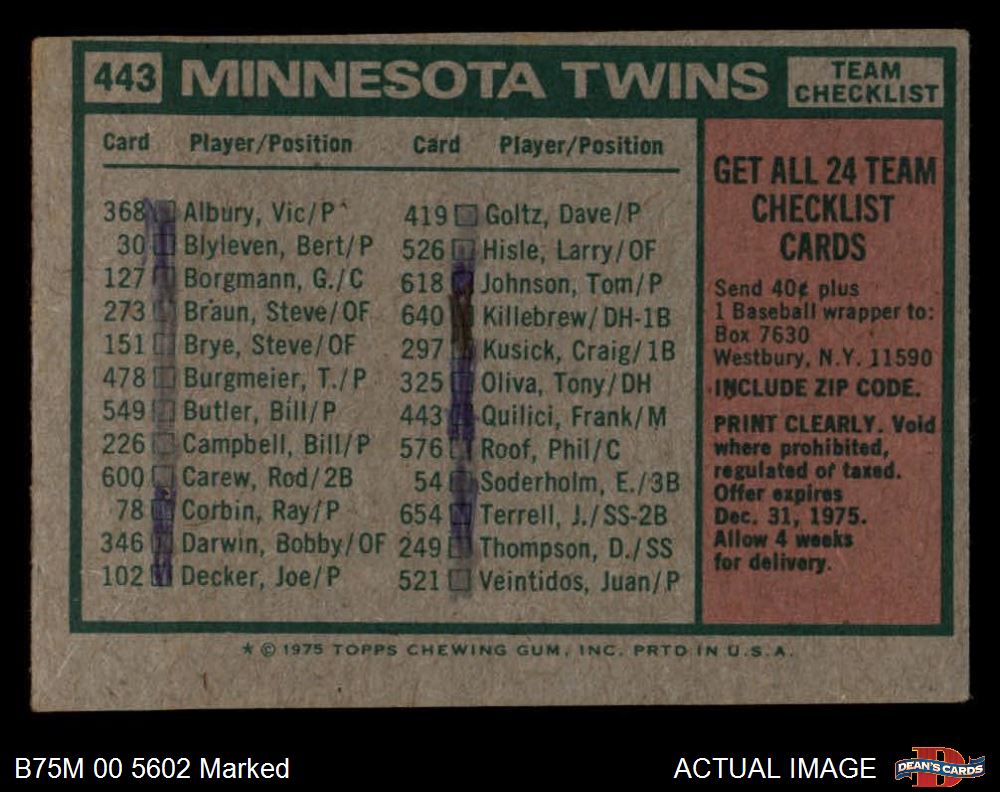 443 MINNESOTA TWINS TEAM CHECKLIST
Card Player/Position Card Player/Position
368 Albury, Vic/P
30 Blyleven, Bert/P
127 Borgmann, G./C
273 Braun, Steve/OF
151 Brye, Steve/OF
478 Burgmeier, T./P
549 Butler, Bill/P
226 Campbell, Bill/P
600 Carew, Rod/2B
78 Corbin, Ray/P
346 Darwin, Bobby/OF
102 Decker, Joe/P
419 Goltz, Dave/P
526 Hisle, Larry/OF
618 Johnson, Tom/P
640 Killebrew/DH-1B
297 Kusick, Craig/1B
325 Oliva, Tony/DH
443 Quilici, Frank/M
576 Roof, Phil/C
54 Soderholm, E./3B
654 Terrell, J./SS-2B
249 Thompson, D./SS
521 Veintidos, Juan/P
GET ALL 24 TEAM
CHECKLIST
CARDS
Send 40¢ plus
1 Baseball wrapper to:
Box 7630
Westbury, N.Y. 11590
INCLUDE ZIP CODE.
PRINT CLEARLY. Void
where prohibited,
regulated or taxed.
Offer expires
Dec. 31, 1975.
Allow 4 weeks
for delivery.
* © 1975 TOPPS CHEWING GUM, INC. PRTD IN U.S.A.
B75M 00 5602 Marked
ACTUAL IMAGE
D
DEAN'S CARDS